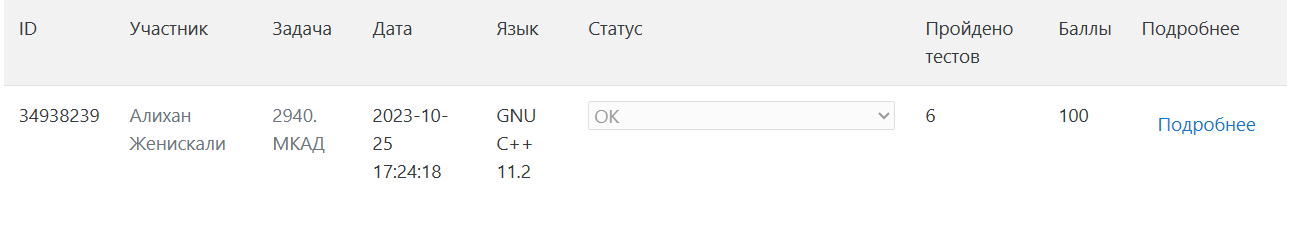 ID Участник Задача Дата Язык Статус Пройдено тестов Баллы Подробнее
34938239 Алихан Женискали 2940. МКАД 2023-10-25 17:24:18 GNU C++ 11.2 OK 6 100 Подробнее